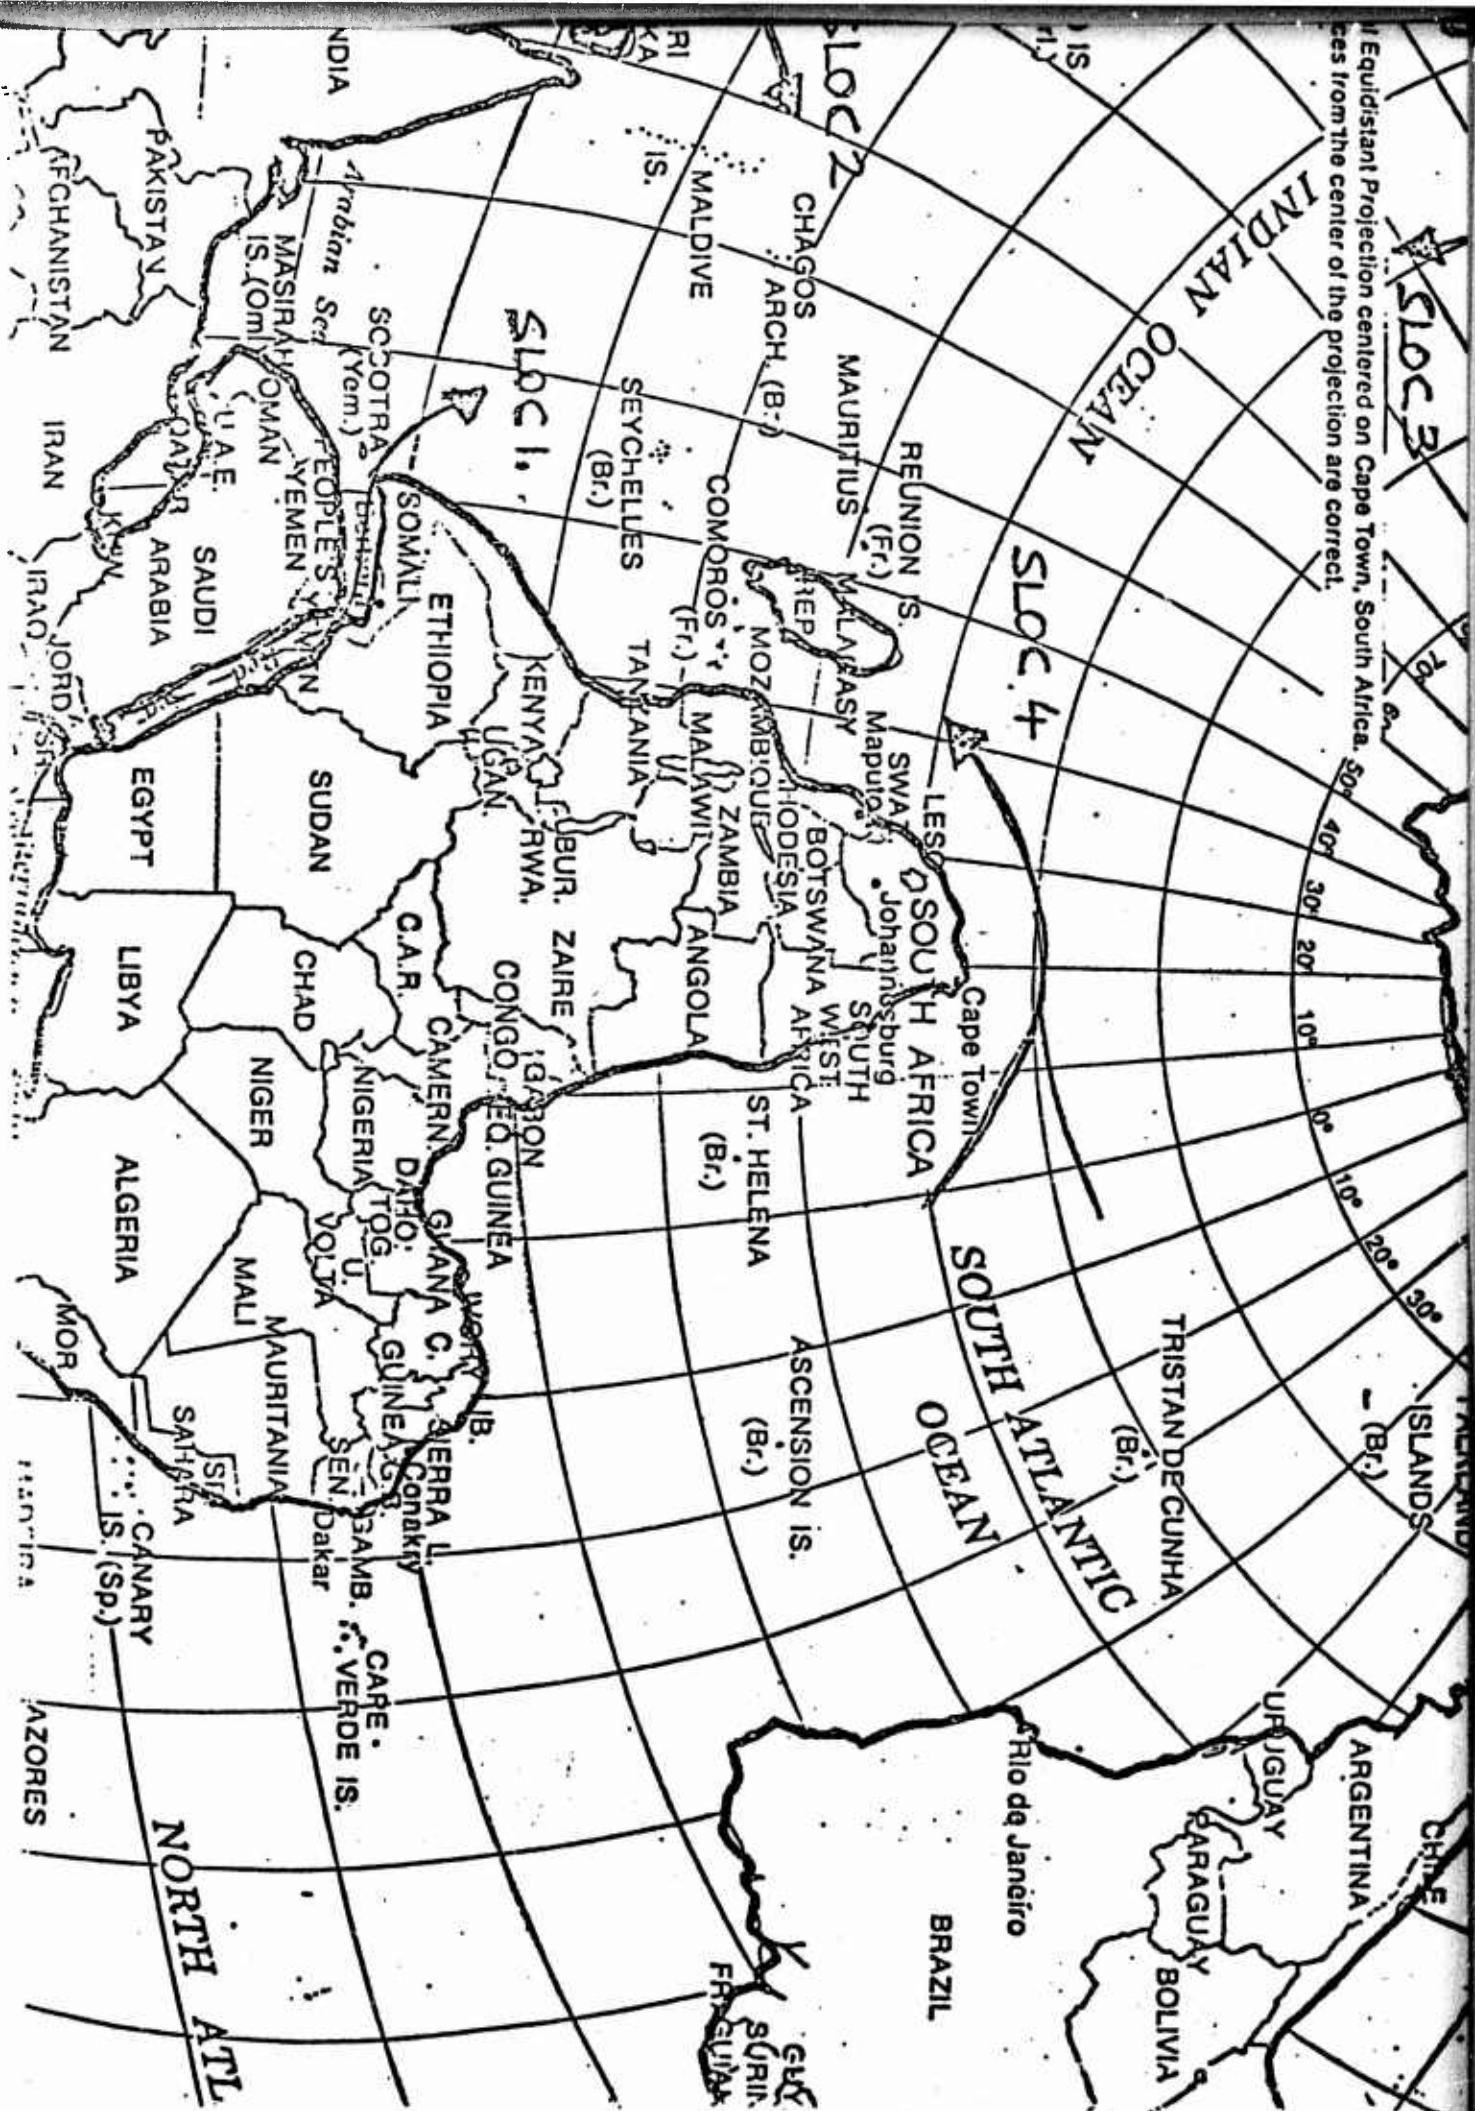 l Equidistant Projection centered on Cape Town, South Africa.
ces from the center of the projection are correct.
SLOC 3
SLOC 2
SLOC 1.
SLOC 4
INDIAN OCEAN
70°
50°
40°
30°
20°
10°
0°
10°
20°
30°
ISLANDS
(Br.)
TRISTAN DE CUNHA
(Br.)
SOUTH ATLANTIC
OCEAN
ASCENSION IS.
(Br.)
ST. HELENA
(Br.)
CHAGOS
ARCH. (Br.)
MALDIVE
IS.
MAURITIUS
REUNION IS.
(Fr.)
SEYCHELLES
(Br.)
COMOROS
(Fr.)
MALAGASY
REP
Arabian Sea
MASIRAH
IS. (Om)
SOCOTRA
(Yem.)
NDIA
PAKISTAN
AFGHANISTAN
IRAN
IRAQ
JORD
OMAN
U.A.E.
QATAR
SAUDI
ARABIA
YEMEN
PEOPLE'S
SOMALI
ETHIOPIA
KENYA
UGAN.
TANZANIA
MALAWI
MOZAMBIQUE
ZAMBIA
RHODESIA
BOTSWANA
SWAZ
Maputo
LESO
Johannesburg
SOUTH AFRICA
Cape Town
SOUTH
WEST
AFRICA
ANGOLA
ZAIRE
BUR.
RWA.
CONGO
GABON
EQ. GUINEA
CAMERN.
C.A.R.
SUDAN
EGYPT
LIBYA
CHAD
NIGER
NIGERIA
DAHO.
TOG.
U.
VOLTA
GHANA
IVORY
C.
LIB.
SIERRA L.
GUINEA
G.B.
Conakry
SEN.
GAMB.
Dakar
MALI
MAURITANIA
ALGERIA
MOR
SAHARA
CANARY
IS. (Sp.)
CAPE
VERDE IS.
AZORES
NORTH ATL
BRAZIL
Rio de Janeiro
URUGUAY
PARAGUAY
ARGENTINA
CHILE
BOLIVIA
GUY
SURIN